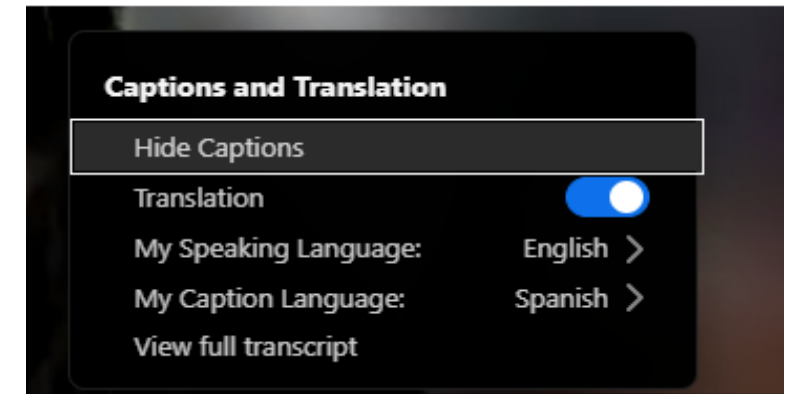 Captions and Translation
Hide Captions
Translation
My Speaking Language: English
My Caption Language: Spanish
View full transcript